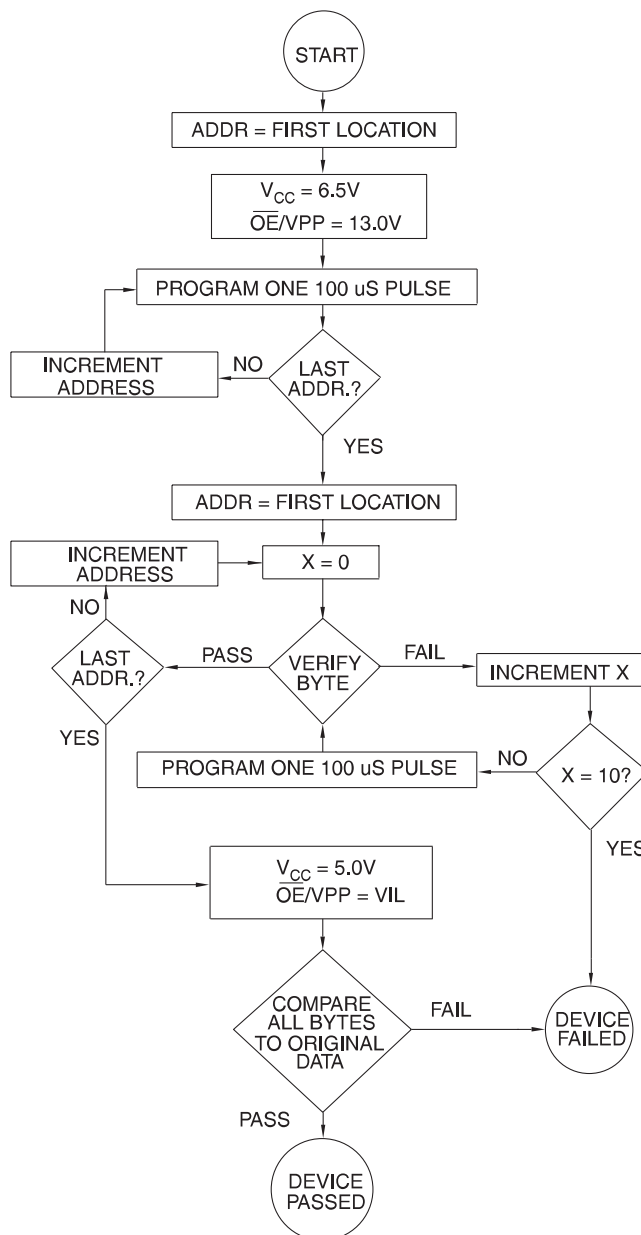 START
ADDR = FIRST LOCATION
VCC = 6.5V
OE/VPP = 13.0V
PROGRAM ONE 100 uS PULSE
INCREMENT
ADDRESS
NO
LAST
ADDR.?
YES
ADDR = FIRST LOCATION
INCREMENT
ADDRESS
X = 0
NO
LAST
ADDR.?
PASS
VERIFY
BYTE
FAIL
INCREMENT X
YES
PROGRAM ONE 100 uS PULSE
NO
X = 10?
YES
VCC = 5.0V
OE/VPP = VIL
COMPARE
ALL BYTES
TO ORIGINAL
DATA
FAIL
DEVICE
FAILED
PASS
DEVICE
PASSED